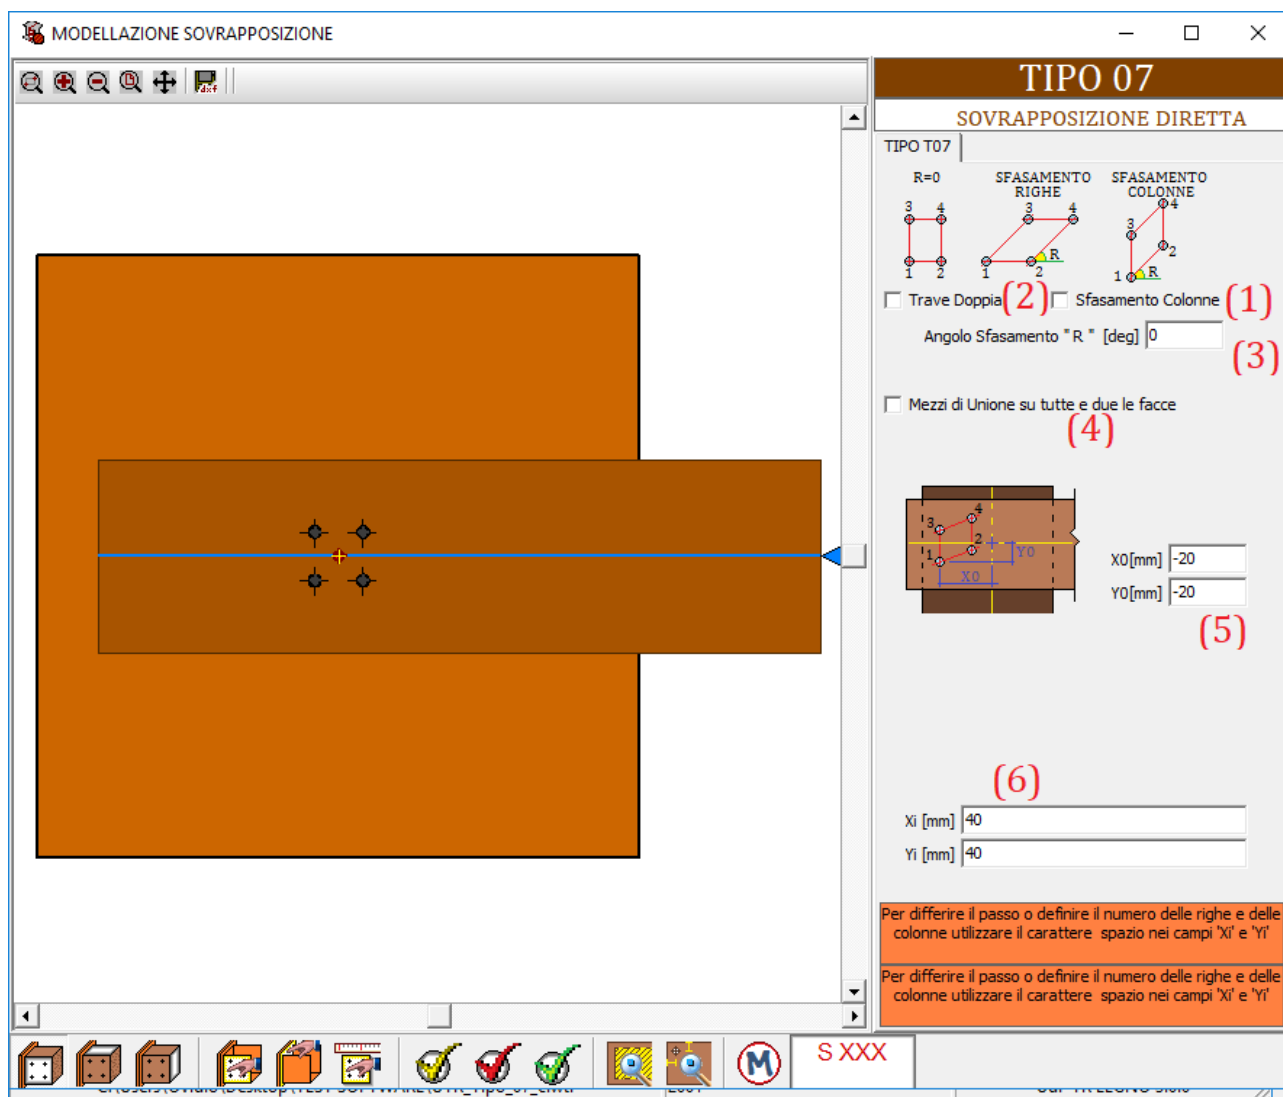 MODELLAZIONE SOVRAPPOSIZIONE
dxf
TIPO 07
SOVRAPPOSIZIONE DIRETTA
TIPO T07
R=0
SFASAMENTO RIGHE
SFASAMENTO COLONNE
3 4
1 2
3 4
1 2 R
4
3
2
1 R
Trave Doppia (2)
Sfasamento Colonne (1)
Angolo Sfasamento " R " [deg] 0
(3)
Mezzi di Unione su tutte e due le facce
(4)
3 4
1 2
Y0
X0
X0[mm] -20
Y0[mm] -20
(5)
(6)
Xi [mm] 40
Yi [mm] 40
Per differire il passo o definire il numero delle righe e delle
colonne utilizzare il carattere spazio nei campi 'Xi' e 'Yi'
Per differire il passo o definire il numero delle righe e delle
colonne utilizzare il carattere spazio nei campi 'Xi' e 'Yi'
M
S XXX